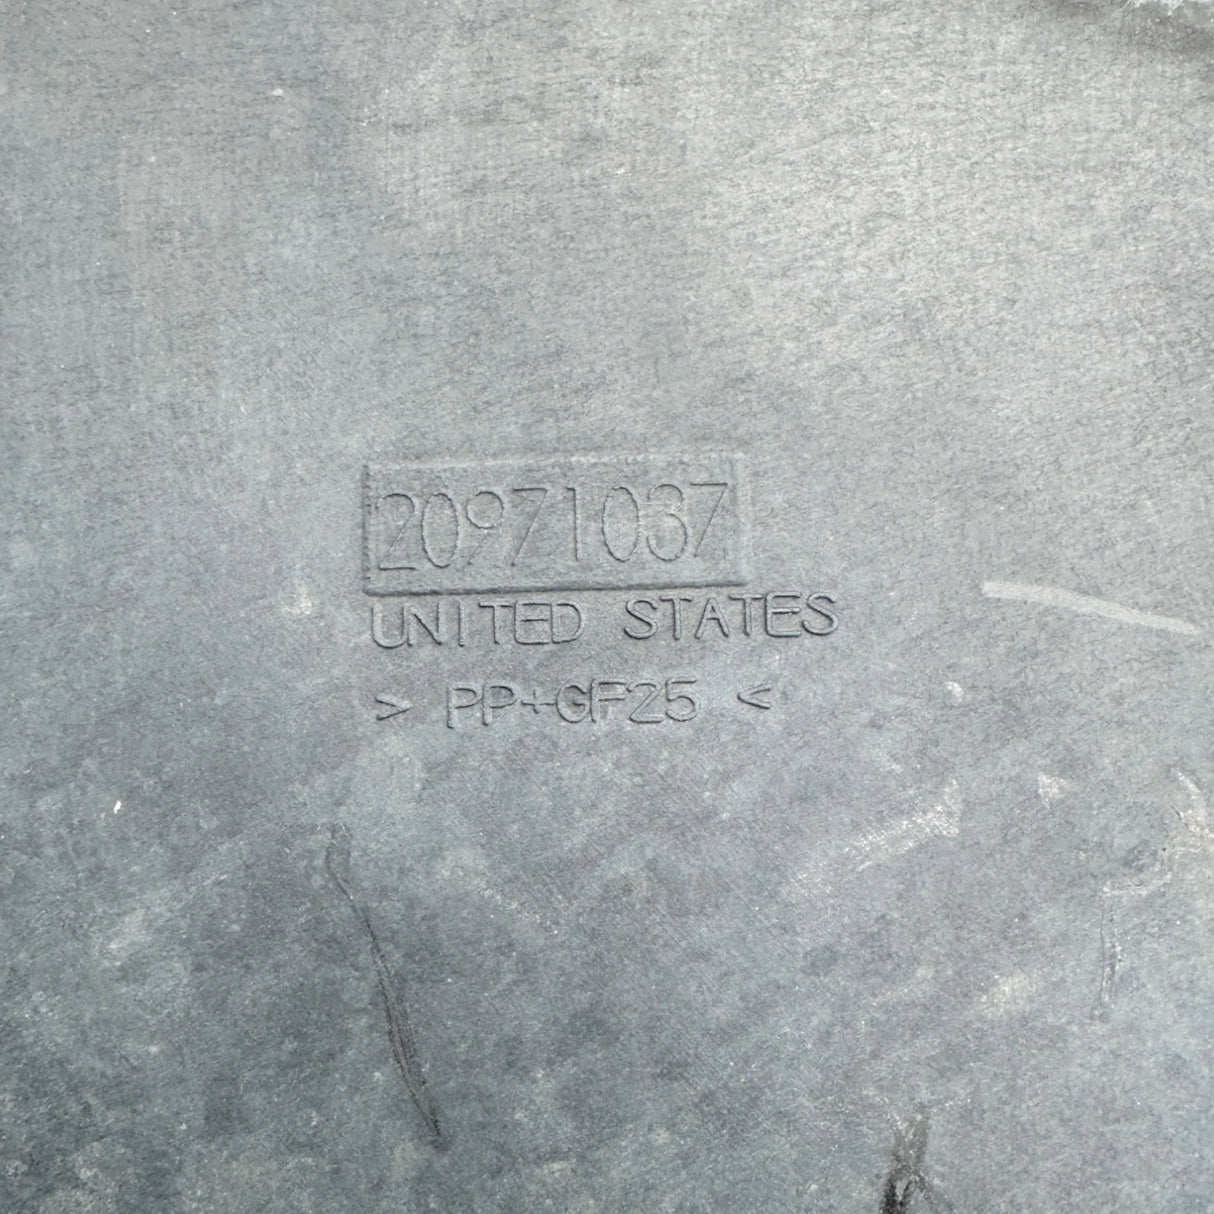 20971037
UNITED STATES
> PP+GF25 <